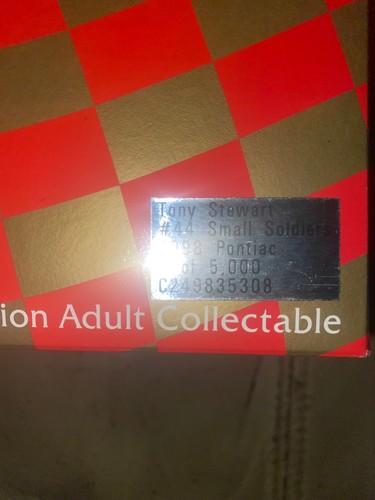 Tony Stewart
#44 Small Soldiers
Pontiac
of 5,000
C249835308
ion Adult Collectable